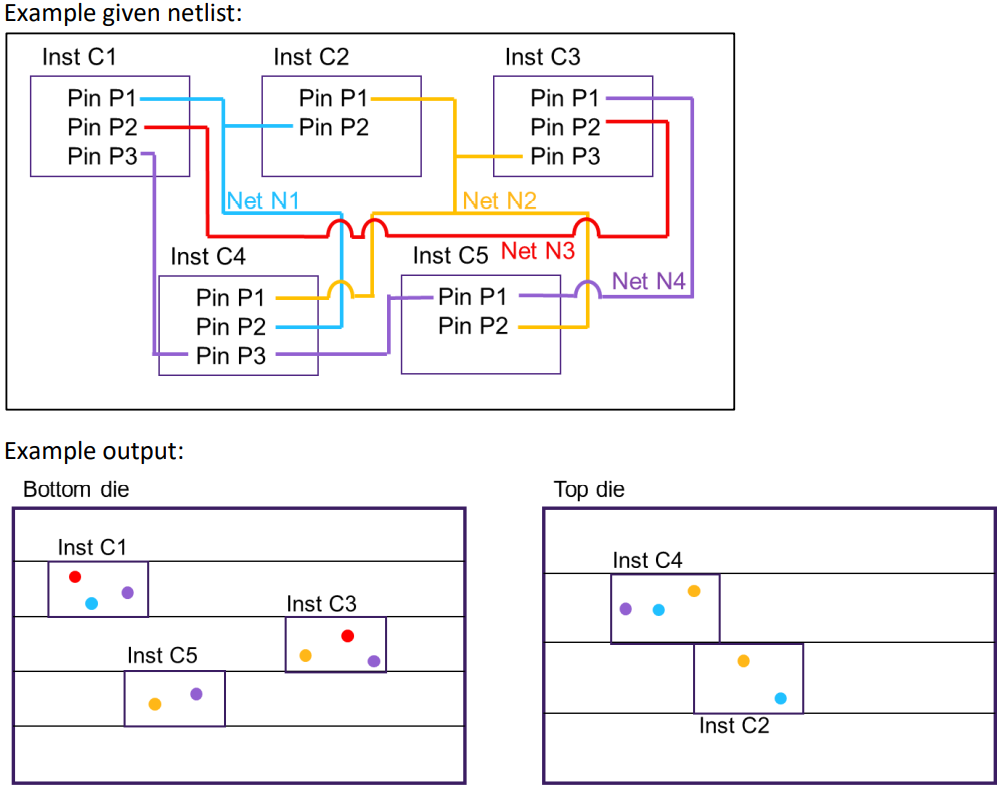 Example given netlist:
Inst C1 Inst C2 Inst C3
Pin P1 Pin P1 Pin P1
Pin P2 Pin P2 Pin P2
Pin P3 Pin P3
Net N1 Net N2
Inst C4 Inst C5 Net N3
Net N4
Pin P1 Pin P1
Pin P2 Pin P2
Pin P3
Example output:
Bottom die Top die
Inst C1 Inst C4
Inst C3
Inst C5
Inst C2